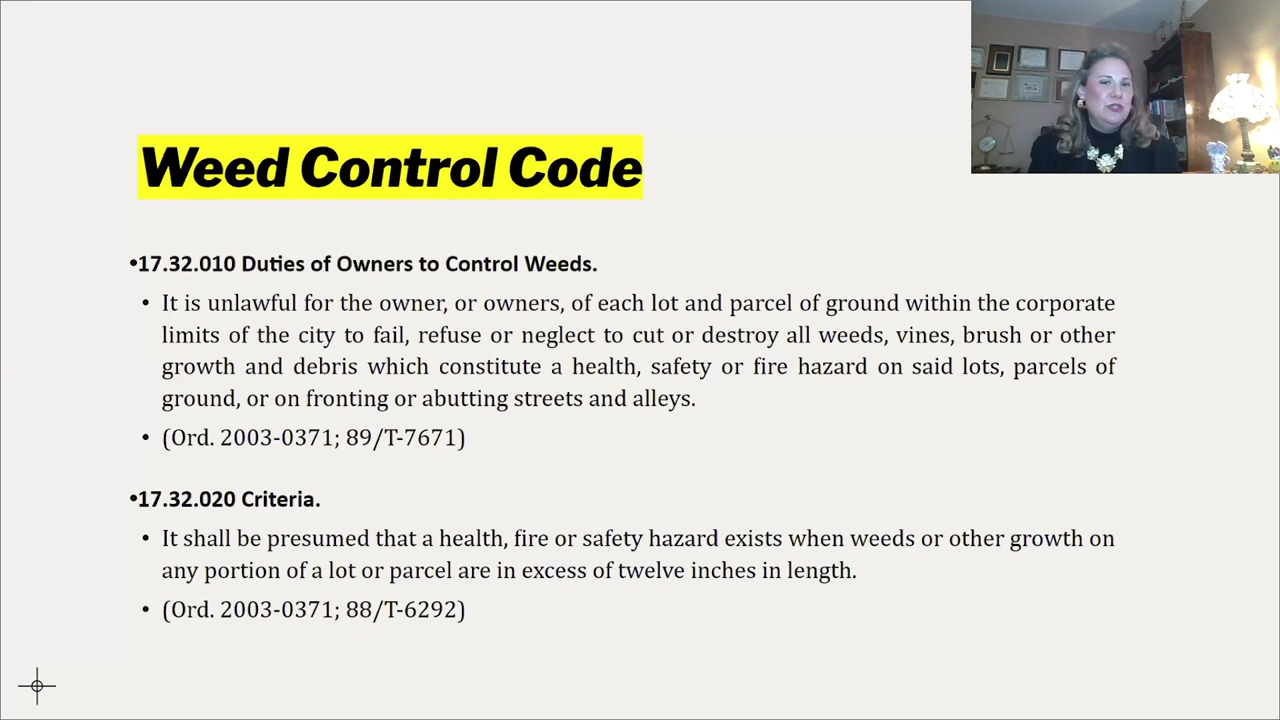 Weed Control Code
•17.32.010 Duties of Owners to Control Weeds.
• It is unlawful for the owner, or owners, of each lot and parcel of ground within the corporate
limits of the city to fail, refuse or neglect to cut or destroy all weeds, vines, brush or other
growth and debris which constitute a health, safety or fire hazard on said lots, parcels of
ground, or on fronting or abutting streets and alleys.
• (Ord. 2003-0371; 89/T-7671)
•17.32.020 Criteria.
• It shall be presumed that a health, fire or safety hazard exists when weeds or other growth on
any portion of a lot or parcel are in excess of twelve inches in length.
• (Ord. 2003-0371; 88/T-6292)